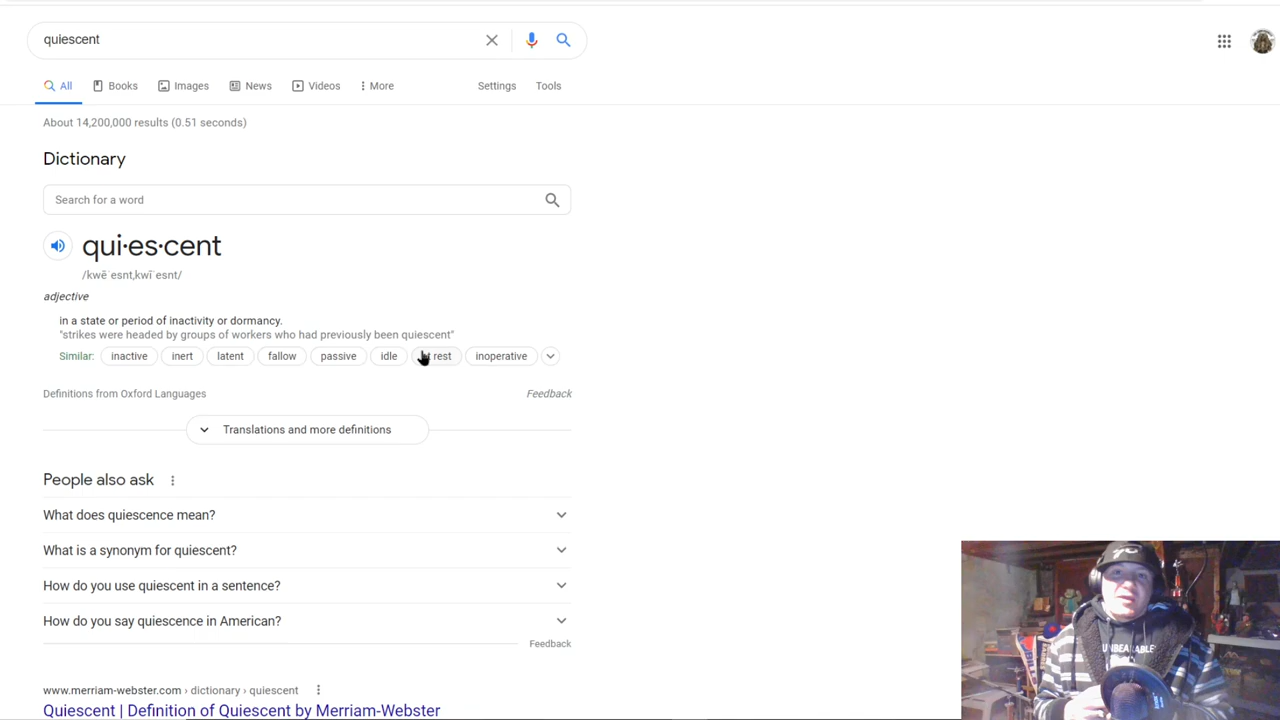 quiescent
All Books Images News Videos More Settings Tools
About 14,200,000 results (0.51 seconds)
Dictionary
Search for a word
qui·es·cent
/kwēˈesnt,kwīˈesnt/
adjective
in a state or period of inactivity or dormancy.
"strikes were headed by groups of workers who had previously been quiescent"
Similar: inactive inert latent fallow passive idle rest inoperative
Definitions from Oxford Languages Feedback
Translations and more definitions
People also ask
What does quiescence mean?
What is a synonym for quiescent?
How do you use quiescent in a sentence?
How do you say quiescence in American?
Feedback
www.merriam-webster.com › dictionary › quiescent
Quiescent | Definition of Quiescent by Merriam-Webster
UNBEARABLE